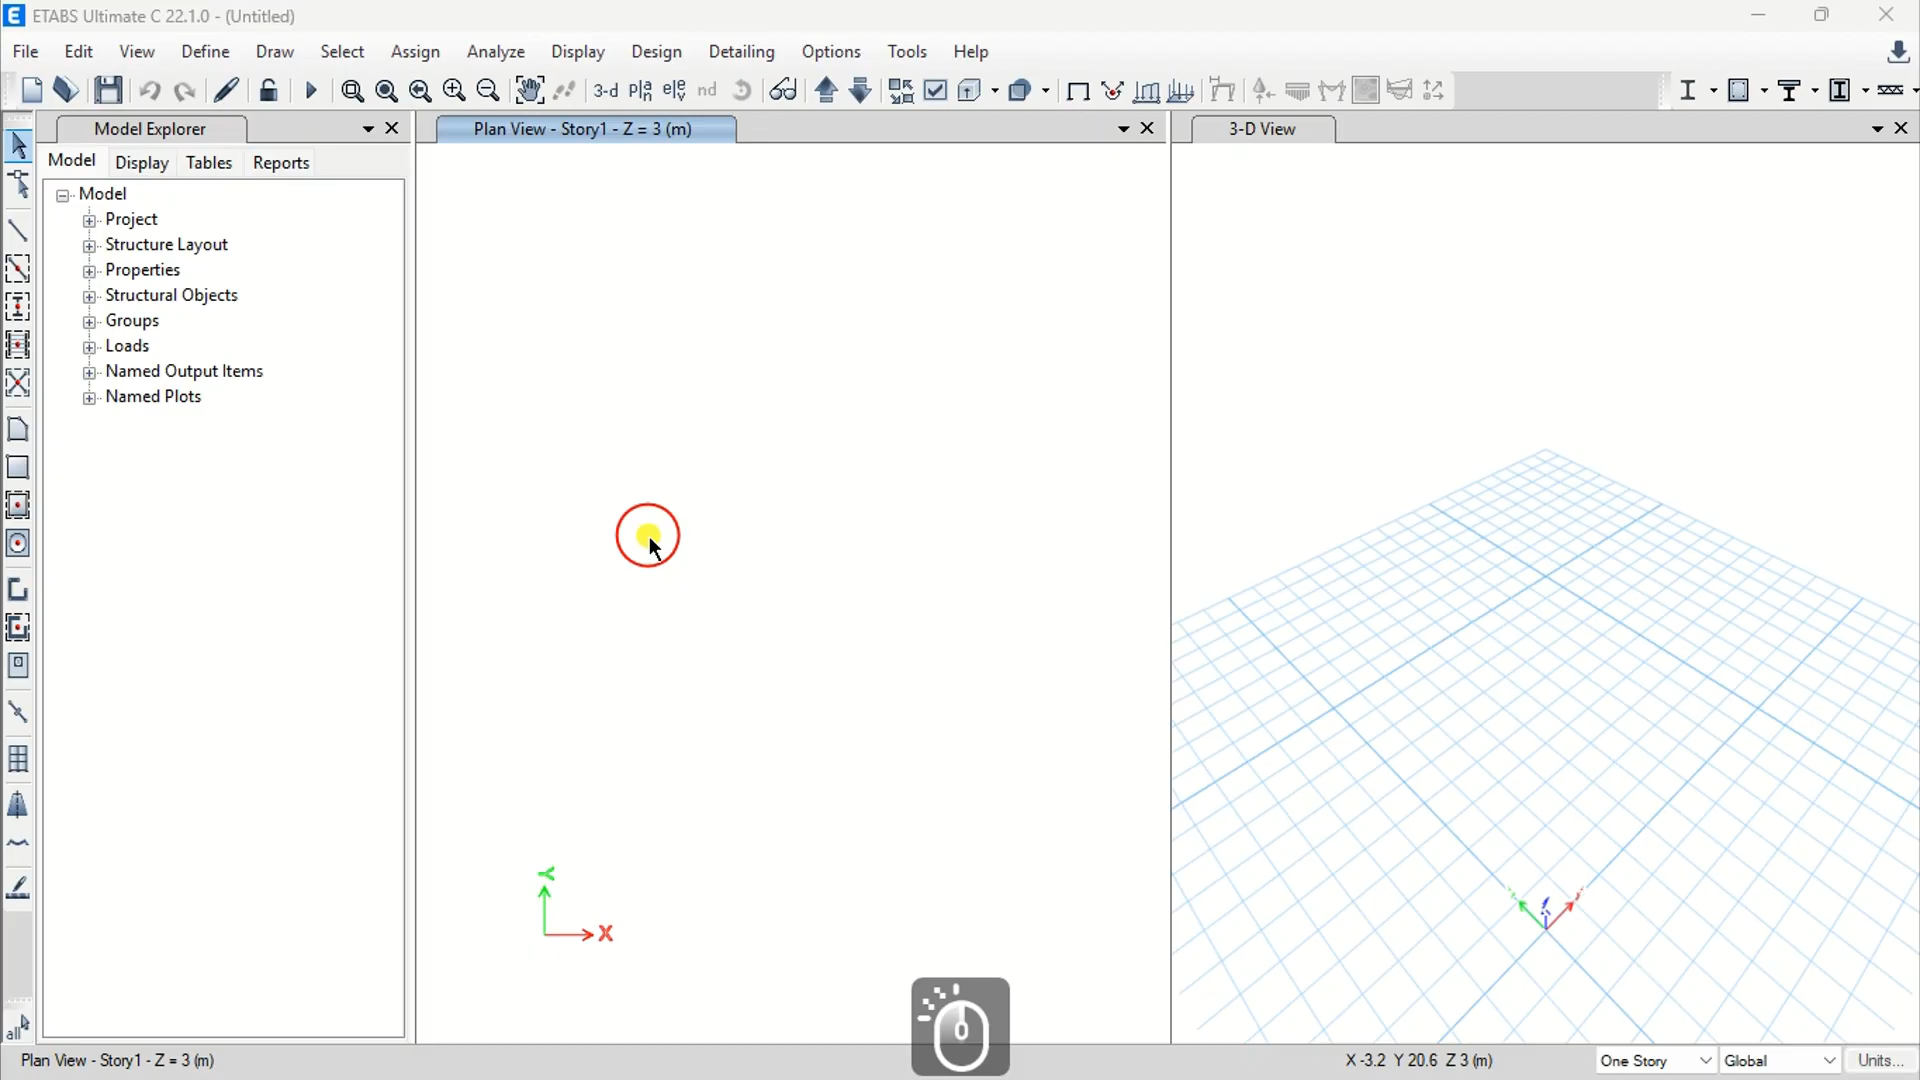 ETABS Ultimate C 22.1.0 - (Untitled)
File Edit View Define Draw Select Assign Analyze Display Design Detailing Options Tools Help
3-d nd
Model Explorer
Plan View - Story1 - Z = 3 (m)
3-D View
Model Display Tables Reports
Model
Project
Structure Layout
Properties
Structural Objects
Groups
Loads
Named Output Items
Named Plots
Y
X
all
Plan View - Story1 - Z = 3 (m)
X -3.2 Y 20.6 Z 3 (m)
One Story
Global
Units...